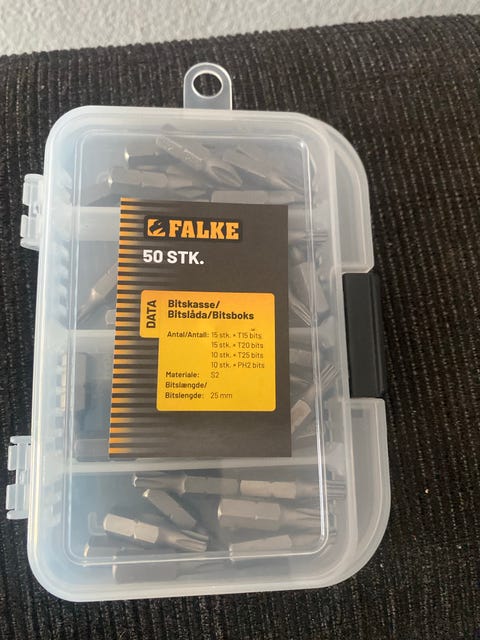 FALKE
50 STK.
DATA
Bitskasse/
Bitslåda/Bitsboks
Antal/Antall: 15 stk. × T15 bits
15 stk. × T20 bits
10 stk. × T25 bits
10 stk. × PH2 bits
Materiale: S2
Bitslængde/
Bitslengde: 25 mm